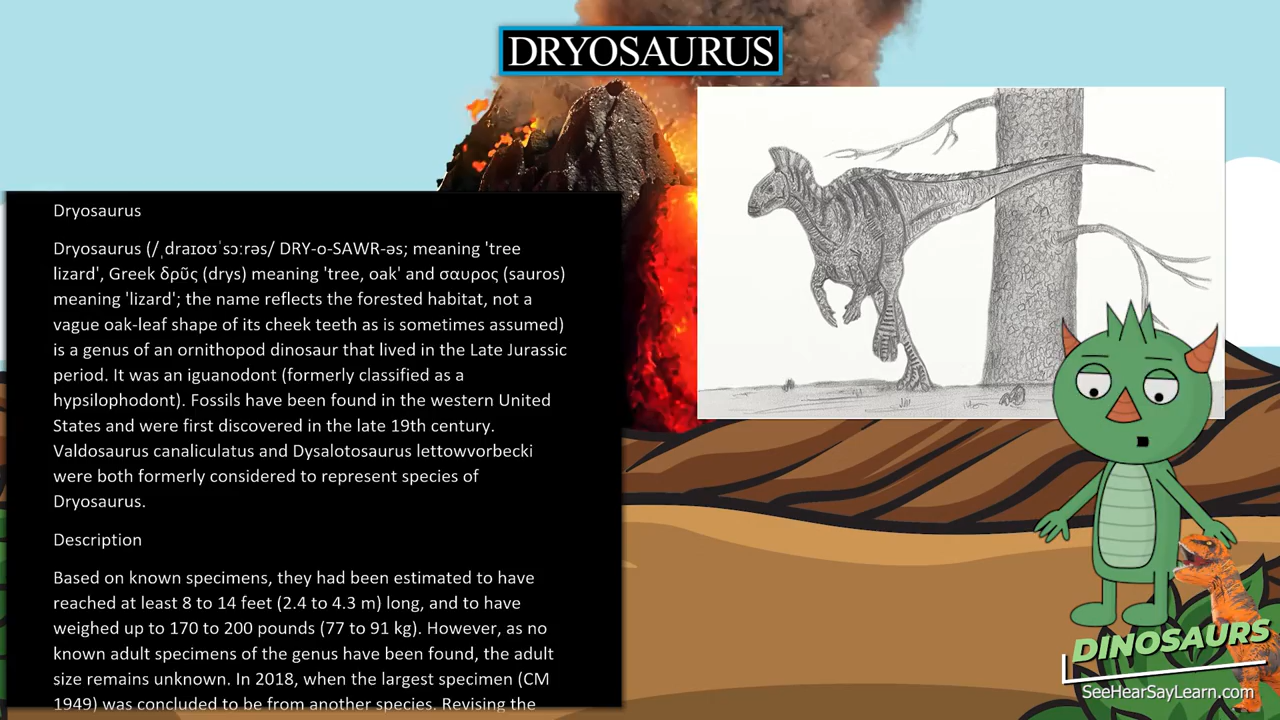 DRYOSAURUS
Dryosaurus
Dryosaurus (/ˌdraɪoʊˈsɔːrəs/ DRY-o-SAWR-əs; meaning 'tree
lizard', Greek δρῦς (drys) meaning 'tree, oak' and σαυρος (sauros)
meaning 'lizard'; the name reflects the forested habitat, not a
vague oak-leaf shape of its cheek teeth as is sometimes assumed)
is a genus of an ornithopod dinosaur that lived in the Late Jurassic
period. It was an iguanodont (formerly classified as a
hypsilophodont). Fossils have been found in the western United
States and were first discovered in the late 19th century.
Valdosaurus canaliculatus and Dysalotosaurus lettowvorbecki
were both formerly considered to represent species of
Dryosaurus.
Description
Based on known specimens, they had been estimated to have
reached at least 8 to 14 feet (2.4 to 4.3 m) long, and to have
weighed up to 170 to 200 pounds (77 to 91 kg). However, as no
known adult specimens of the genus have been found, the adult
size remains unknown. In 2018, when the largest specimen (CM
1949) was concluded to be from another species. Revising the
DINOSAURS
SeeHearSayLearn.com